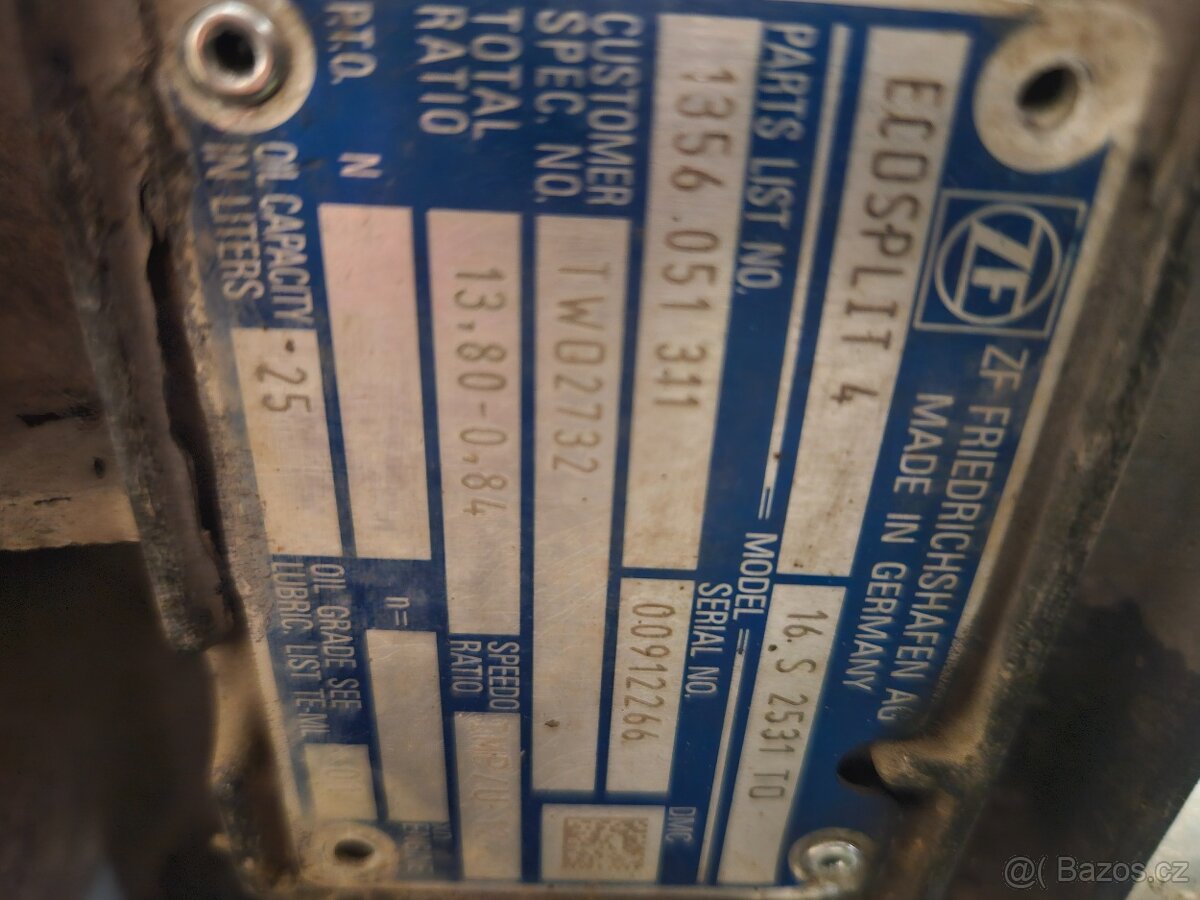 ZF
ZF FRIEDRICHSHAFEN AG
MADE IN GERMANY
ECOSPLIT 4
16 S 2531 TO
PARTS LIST NO.
= MODEL =
1356.051 311
SERIAL NO.
00912266
CUSTOMER
SPEC. NO.
TW02732
DMC
TOTAL
RATIO
13,80-0,84
SPEEDO
RATIO
P.T.O.
N
n=
OIL CAPACITY
IN LITERS
25
OIL GRADE SEE
LUBRIC. LIST TE-ML
@( Bazos.cz